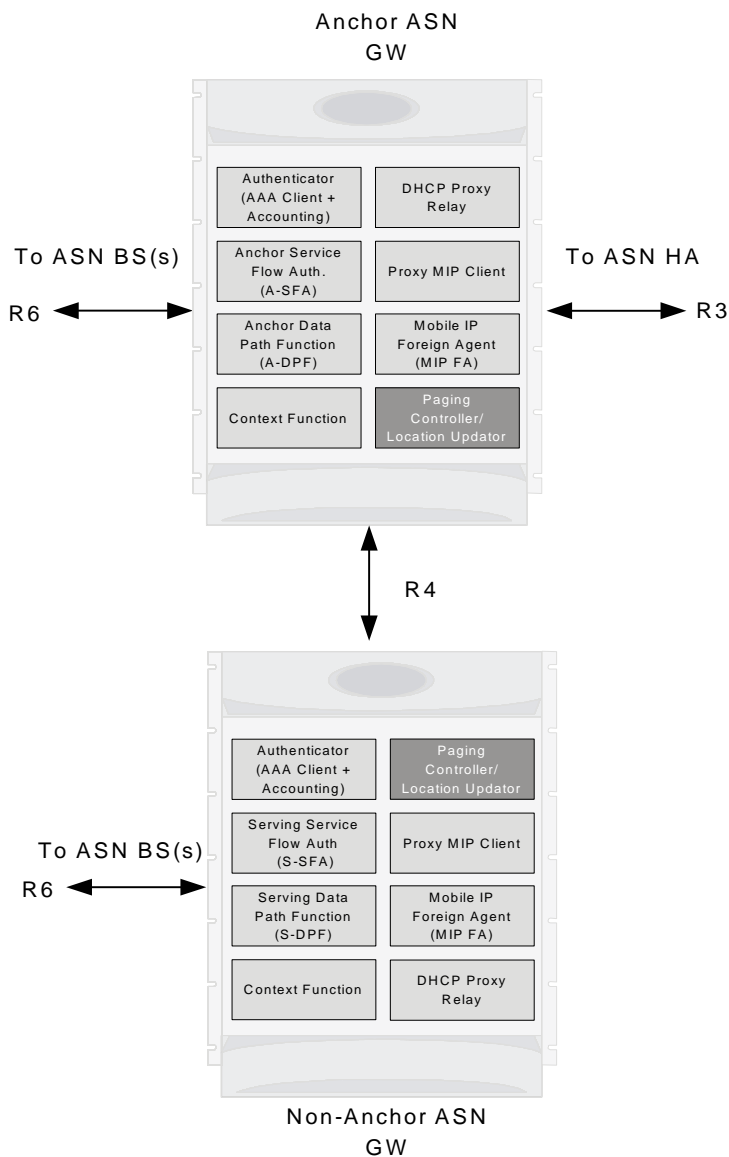 Anchor ASN
GW
Authenticator
(AAA Client +
Accounting)
DHCP Proxy
Relay
To ASN BS(s)
R6
Anchor Service
Flow Auth.
(A-SFA)
Proxy MIP Client
To ASN HA
R3
Anchor Data
Path Function
(A-DPF)
Mobile IP
Foreign Agent
(MIP FA)
Context Function
Paging
Controller/
Location Updator
R4
Authenticator
(AAA Client +
Accounting)
Paging
Controller/
Location Updator
To ASN BS(s)
R6
Serving Service
Flow Auth
(S-SFA)
Proxy MIP Client
Serving Data
Path Function
(S-DPF)
Mobile IP
Foreign Agent
(MIP FA)
Context Function
DHCP Proxy
Relay
Non-Anchor ASN
GW